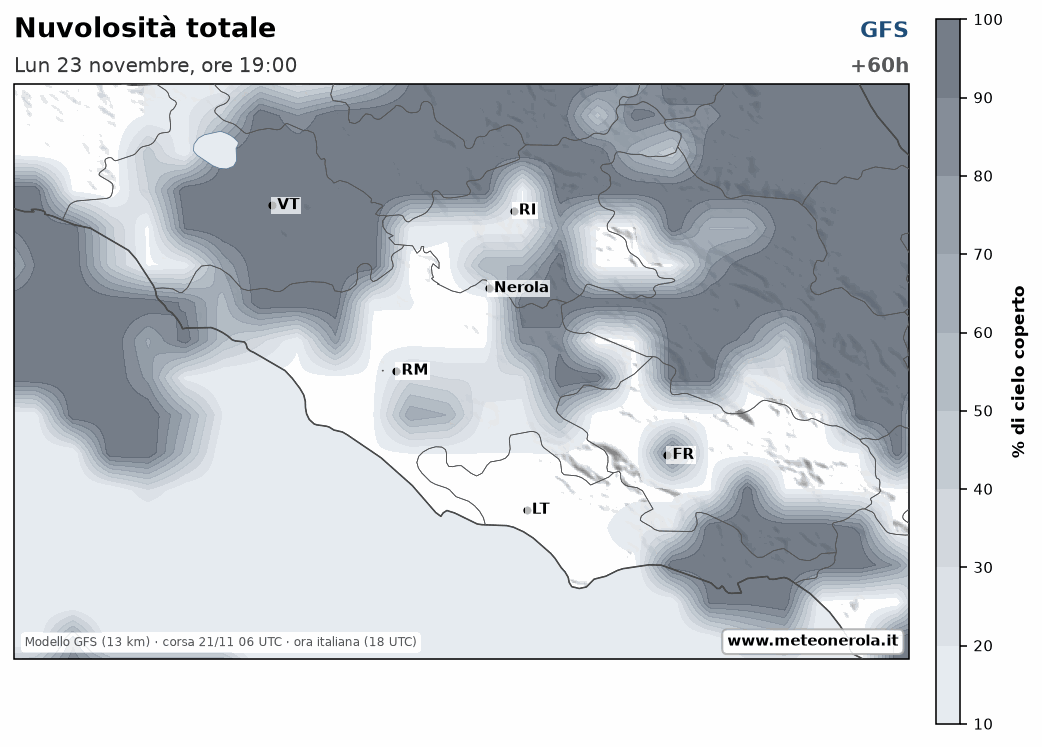 Nuvolosità totale
GFS
Lun 23 novembre, ore 19:00
+60h
100
90
80
70
60
50
40
30
20
10
% di cielo coperto
VT
RI
Nerola
RM
FR
LT
Modello GFS (13 km) · corsa 21/11 06 UTC · ora italiana (18 UTC)
www.meteonerola.it